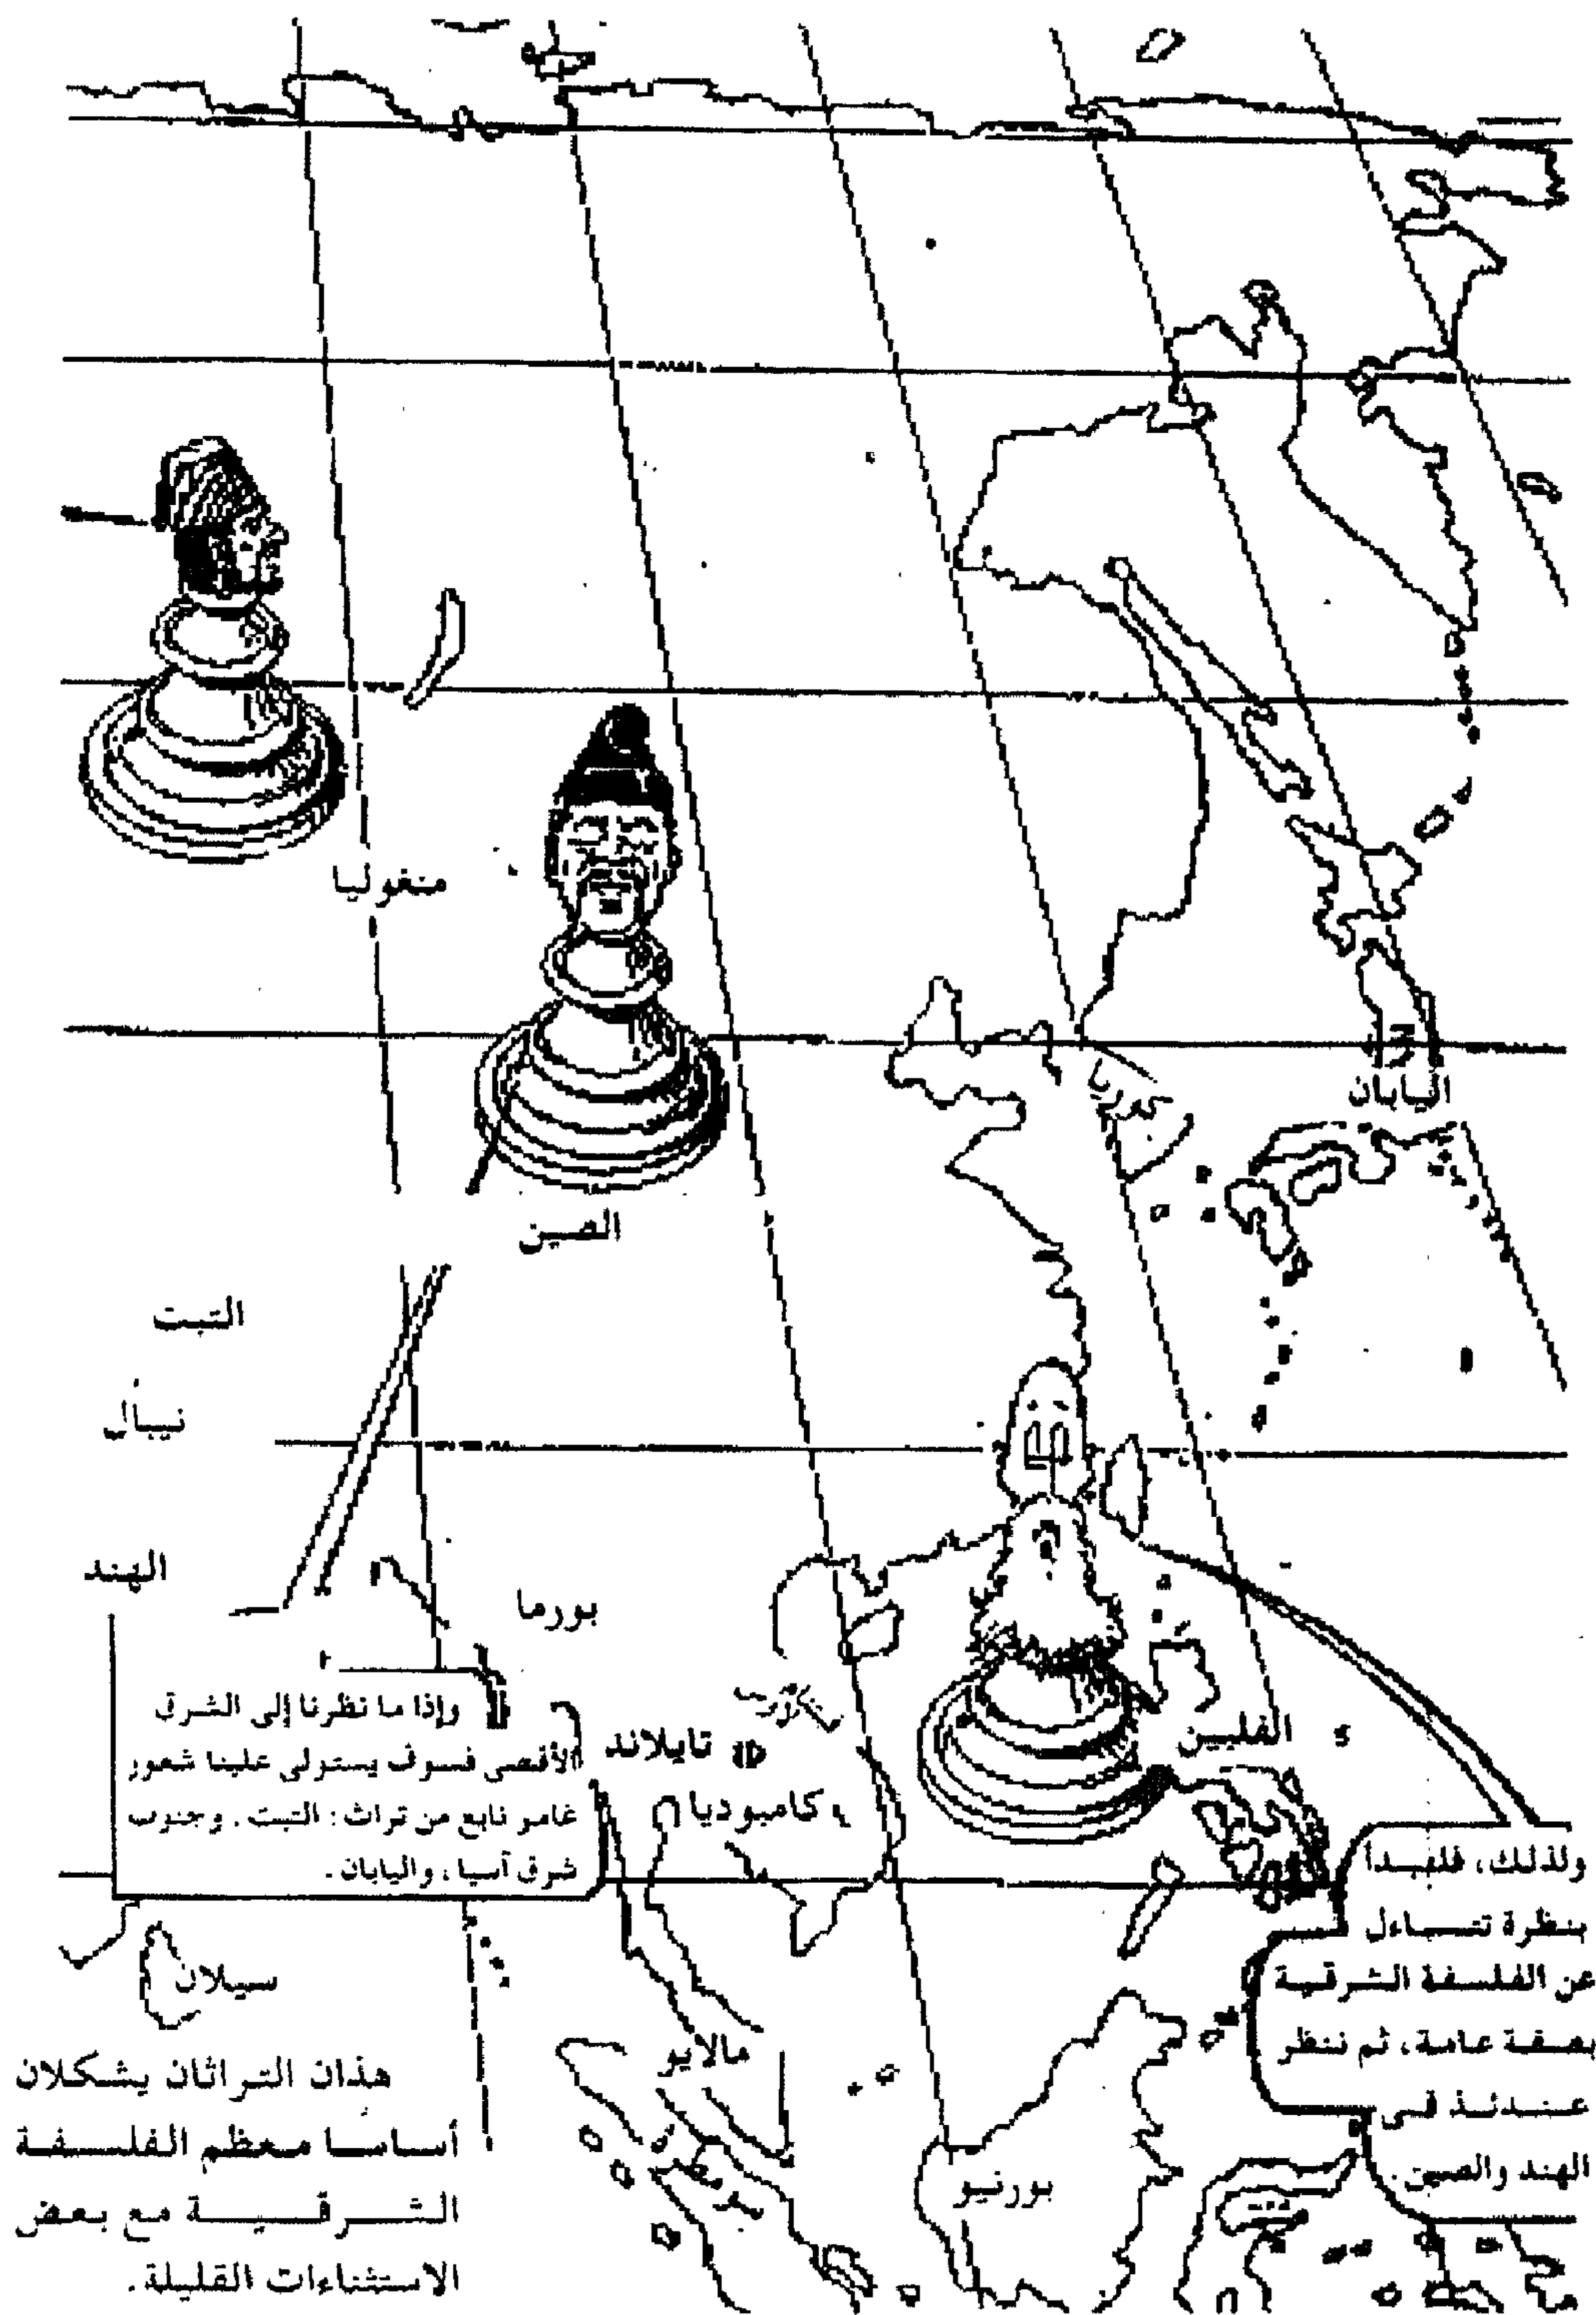 منغوليا
كوريا
اليابان
الصين
التبت
نيبال
الهند
بورما
الفلبين
تايلاند
كامبوديا
وإذا ما نظرنا إلى الشرق
الأقصى فسوف يستولى علينا شعور
غامر نابع من تراث: التبت. وجنوب
شرق آسيا، واليابان.
ولذلك، فلنبدأ
بنظرة تتساءل
عن الفلسفة الشرقية
بصفة عامة، ثم ننظر
عندئذ فى
الهند والصين.
سيلان
مالايو
سومطرة
بورنيو
هذان التراثان يشكلان
أساسًا معظم الفلسفة
الشرقية مع بعض
الاستثناءات القليلة.